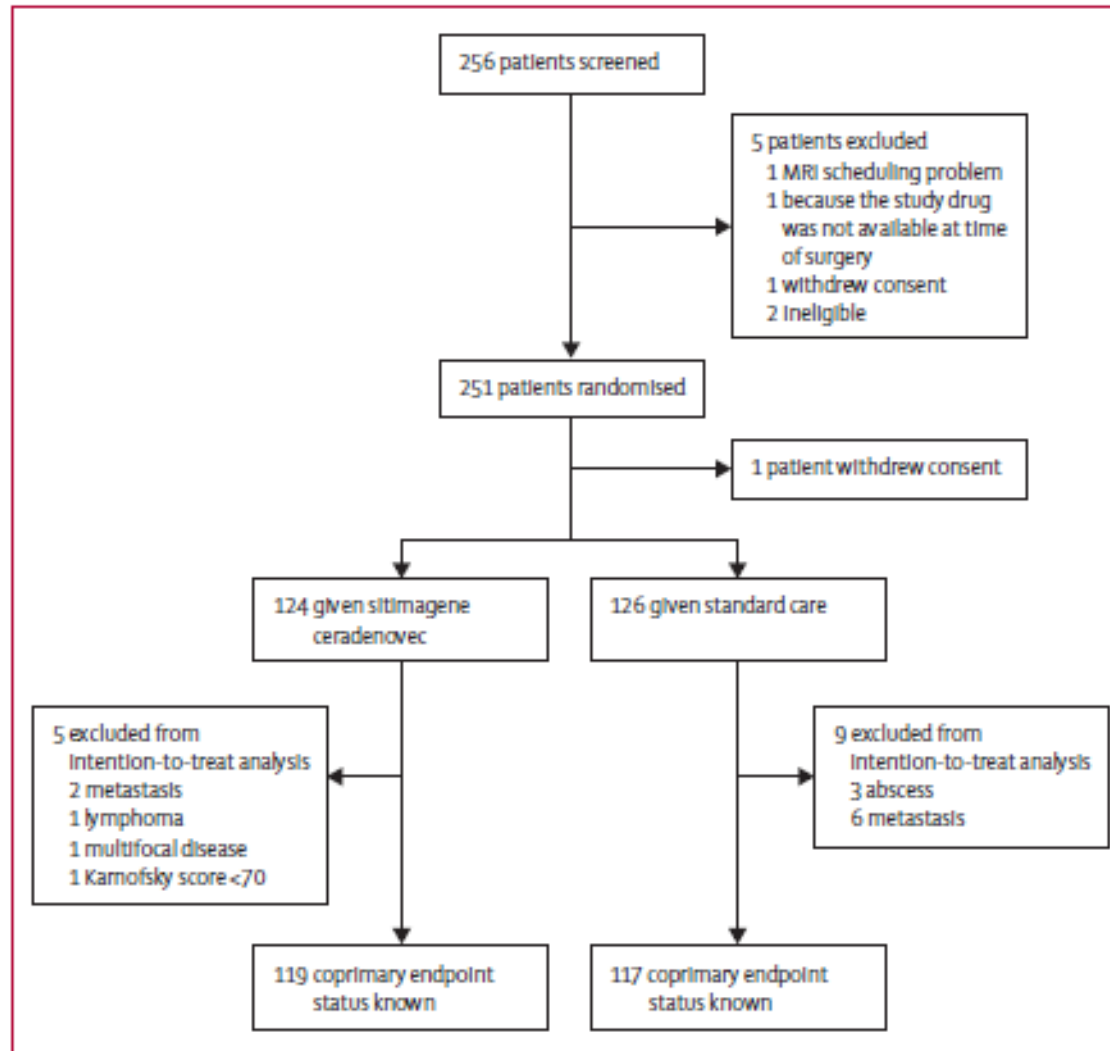 256 patients screened
5 patients excluded
1 MRI scheduling problem
1 because the study drug
was not available at time
of surgery
1 withdrew consent
2 ineligible
251 patients randomised
1 patient withdrew consent
124 given sitimagene
ceradenovec
126 given standard care
5 excluded from
intention-to-treat analysis
2 metastasis
1 lymphoma
1 multifocal disease
1 Karnofsky score <70
9 excluded from
intention-to-treat analysis
3 abscess
6 metastasis
119 coprimary endpoint
status known
117 coprimary endpoint
status known